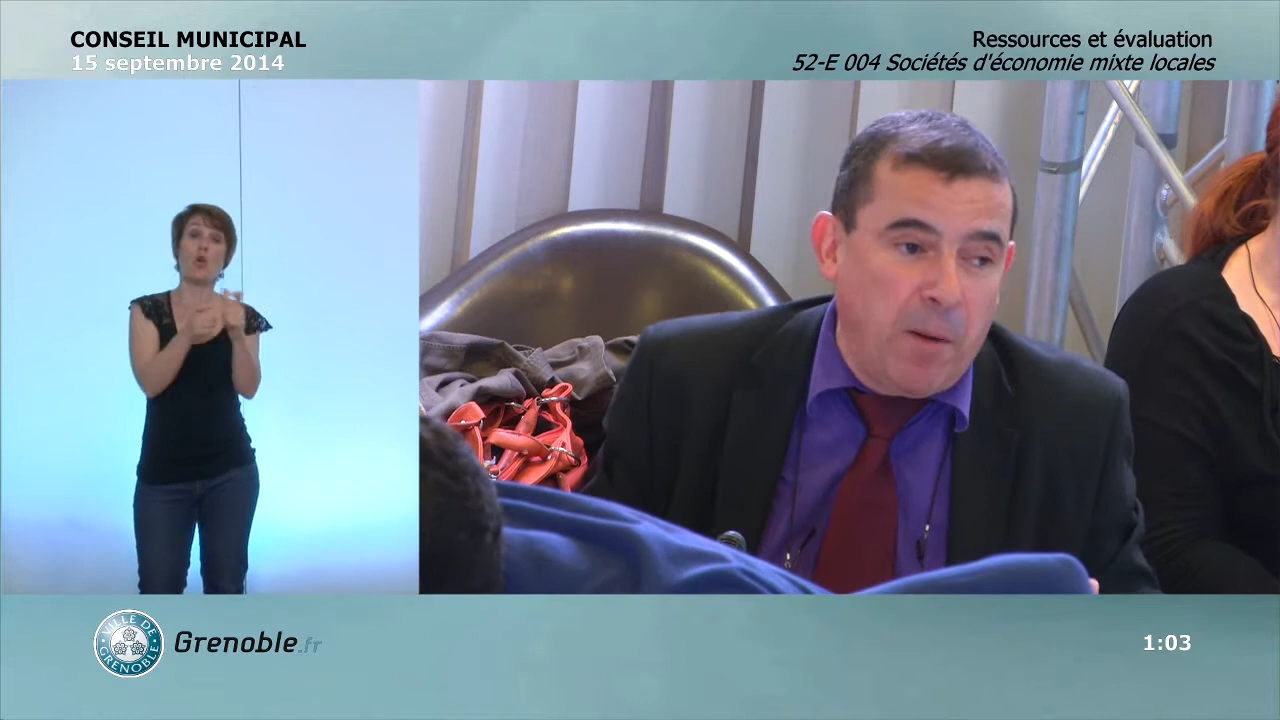 CONSEIL MUNICIPAL
15 septembre 2014
Ressources et évaluation
52-E 004 Sociétés d'économie mixte locales
VILLE DE GRENOBLE
Grenoble.fr
1:03